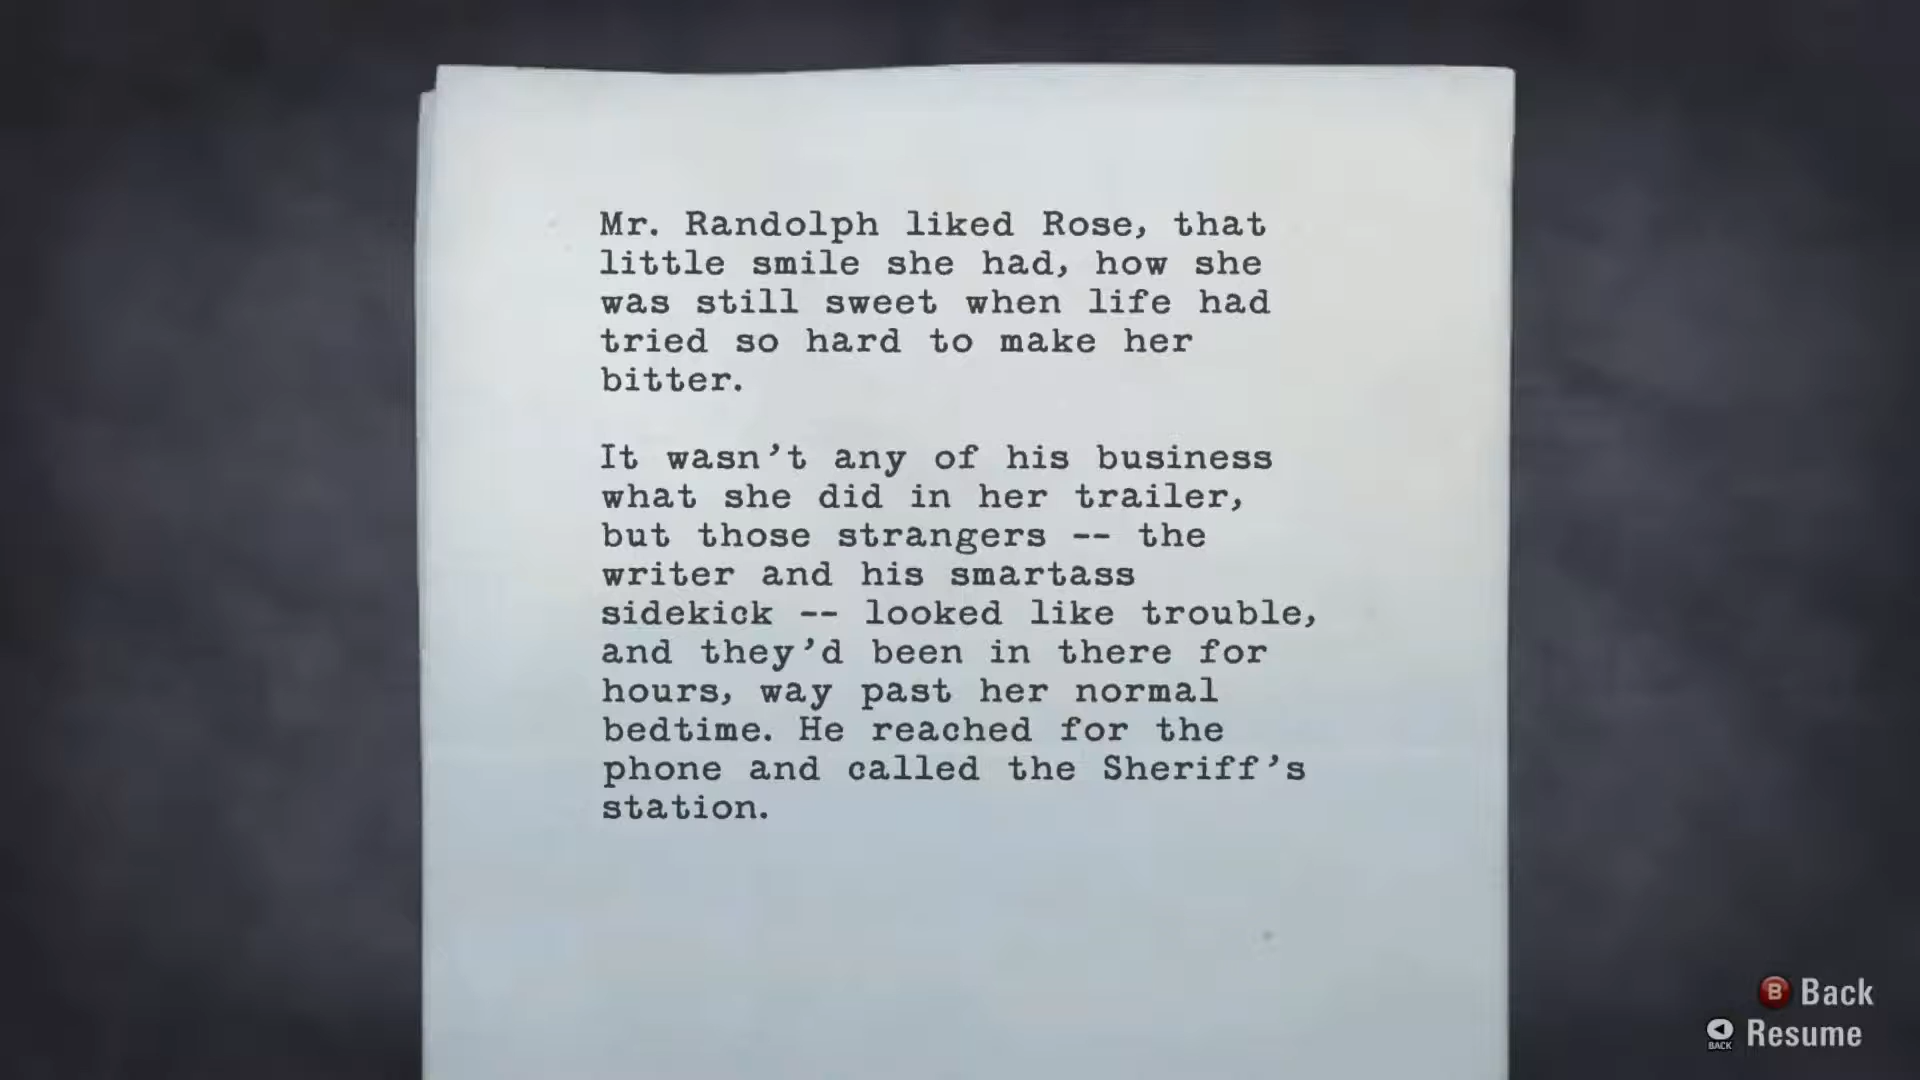 Mr. Randolph liked Rose, that
little smile she had, how she
was still sweet when life had
tried so hard to make her
bitter.
It wasn't any of his business
what she did in her trailer,
but those strangers -- the
writer and his smartass
sidekick -- looked like trouble,
and they'd been in there for
hours, way past her normal
bedtime. He reached for the
phone and called the Sheriff's
station.
B Back
BACK Resume